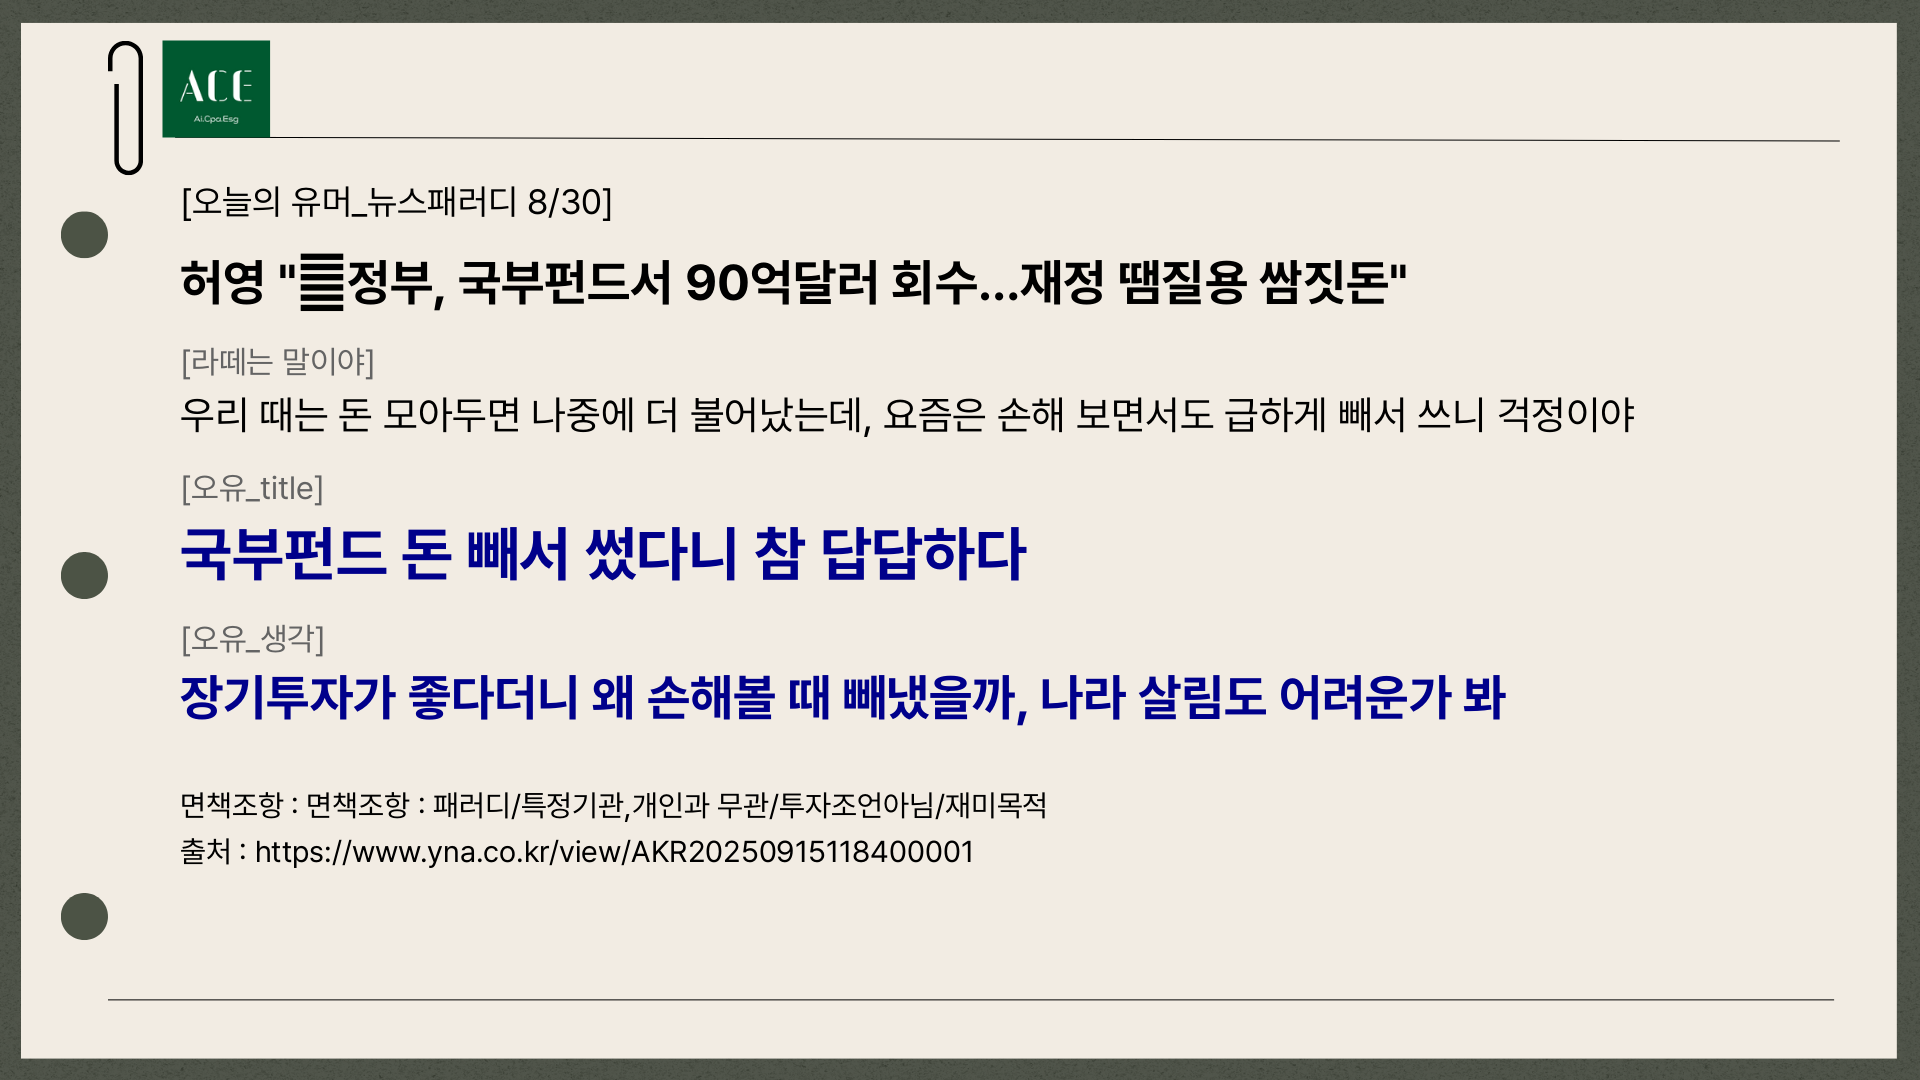 ACE
Ai.Cpa.Esg
[오늘의 유머_뉴스패러디 8/30]
허영 "정부, 국부펀드서 90억달러 회수…재정 땜질용 쌈짓돈"
[라떼는 말이야]
우리 때는 돈 모아두면 나중에 더 불어났는데, 요즘은 손해 보면서도 급하게 빼서 쓰니 걱정이야
[오유_title]
국부펀드 돈 빼서 썼다니 참 답답하다
[오유_생각]
장기투자가 좋다더니 왜 손해볼 때 빼냈을까, 나라 살림도 어려운가 봐
면책조항 : 면책조항 : 패러디/특정기관,개인과 무관/투자조언아님/재미목적
출처 : https://www.yna.co.kr/view/AKR20250915118400001